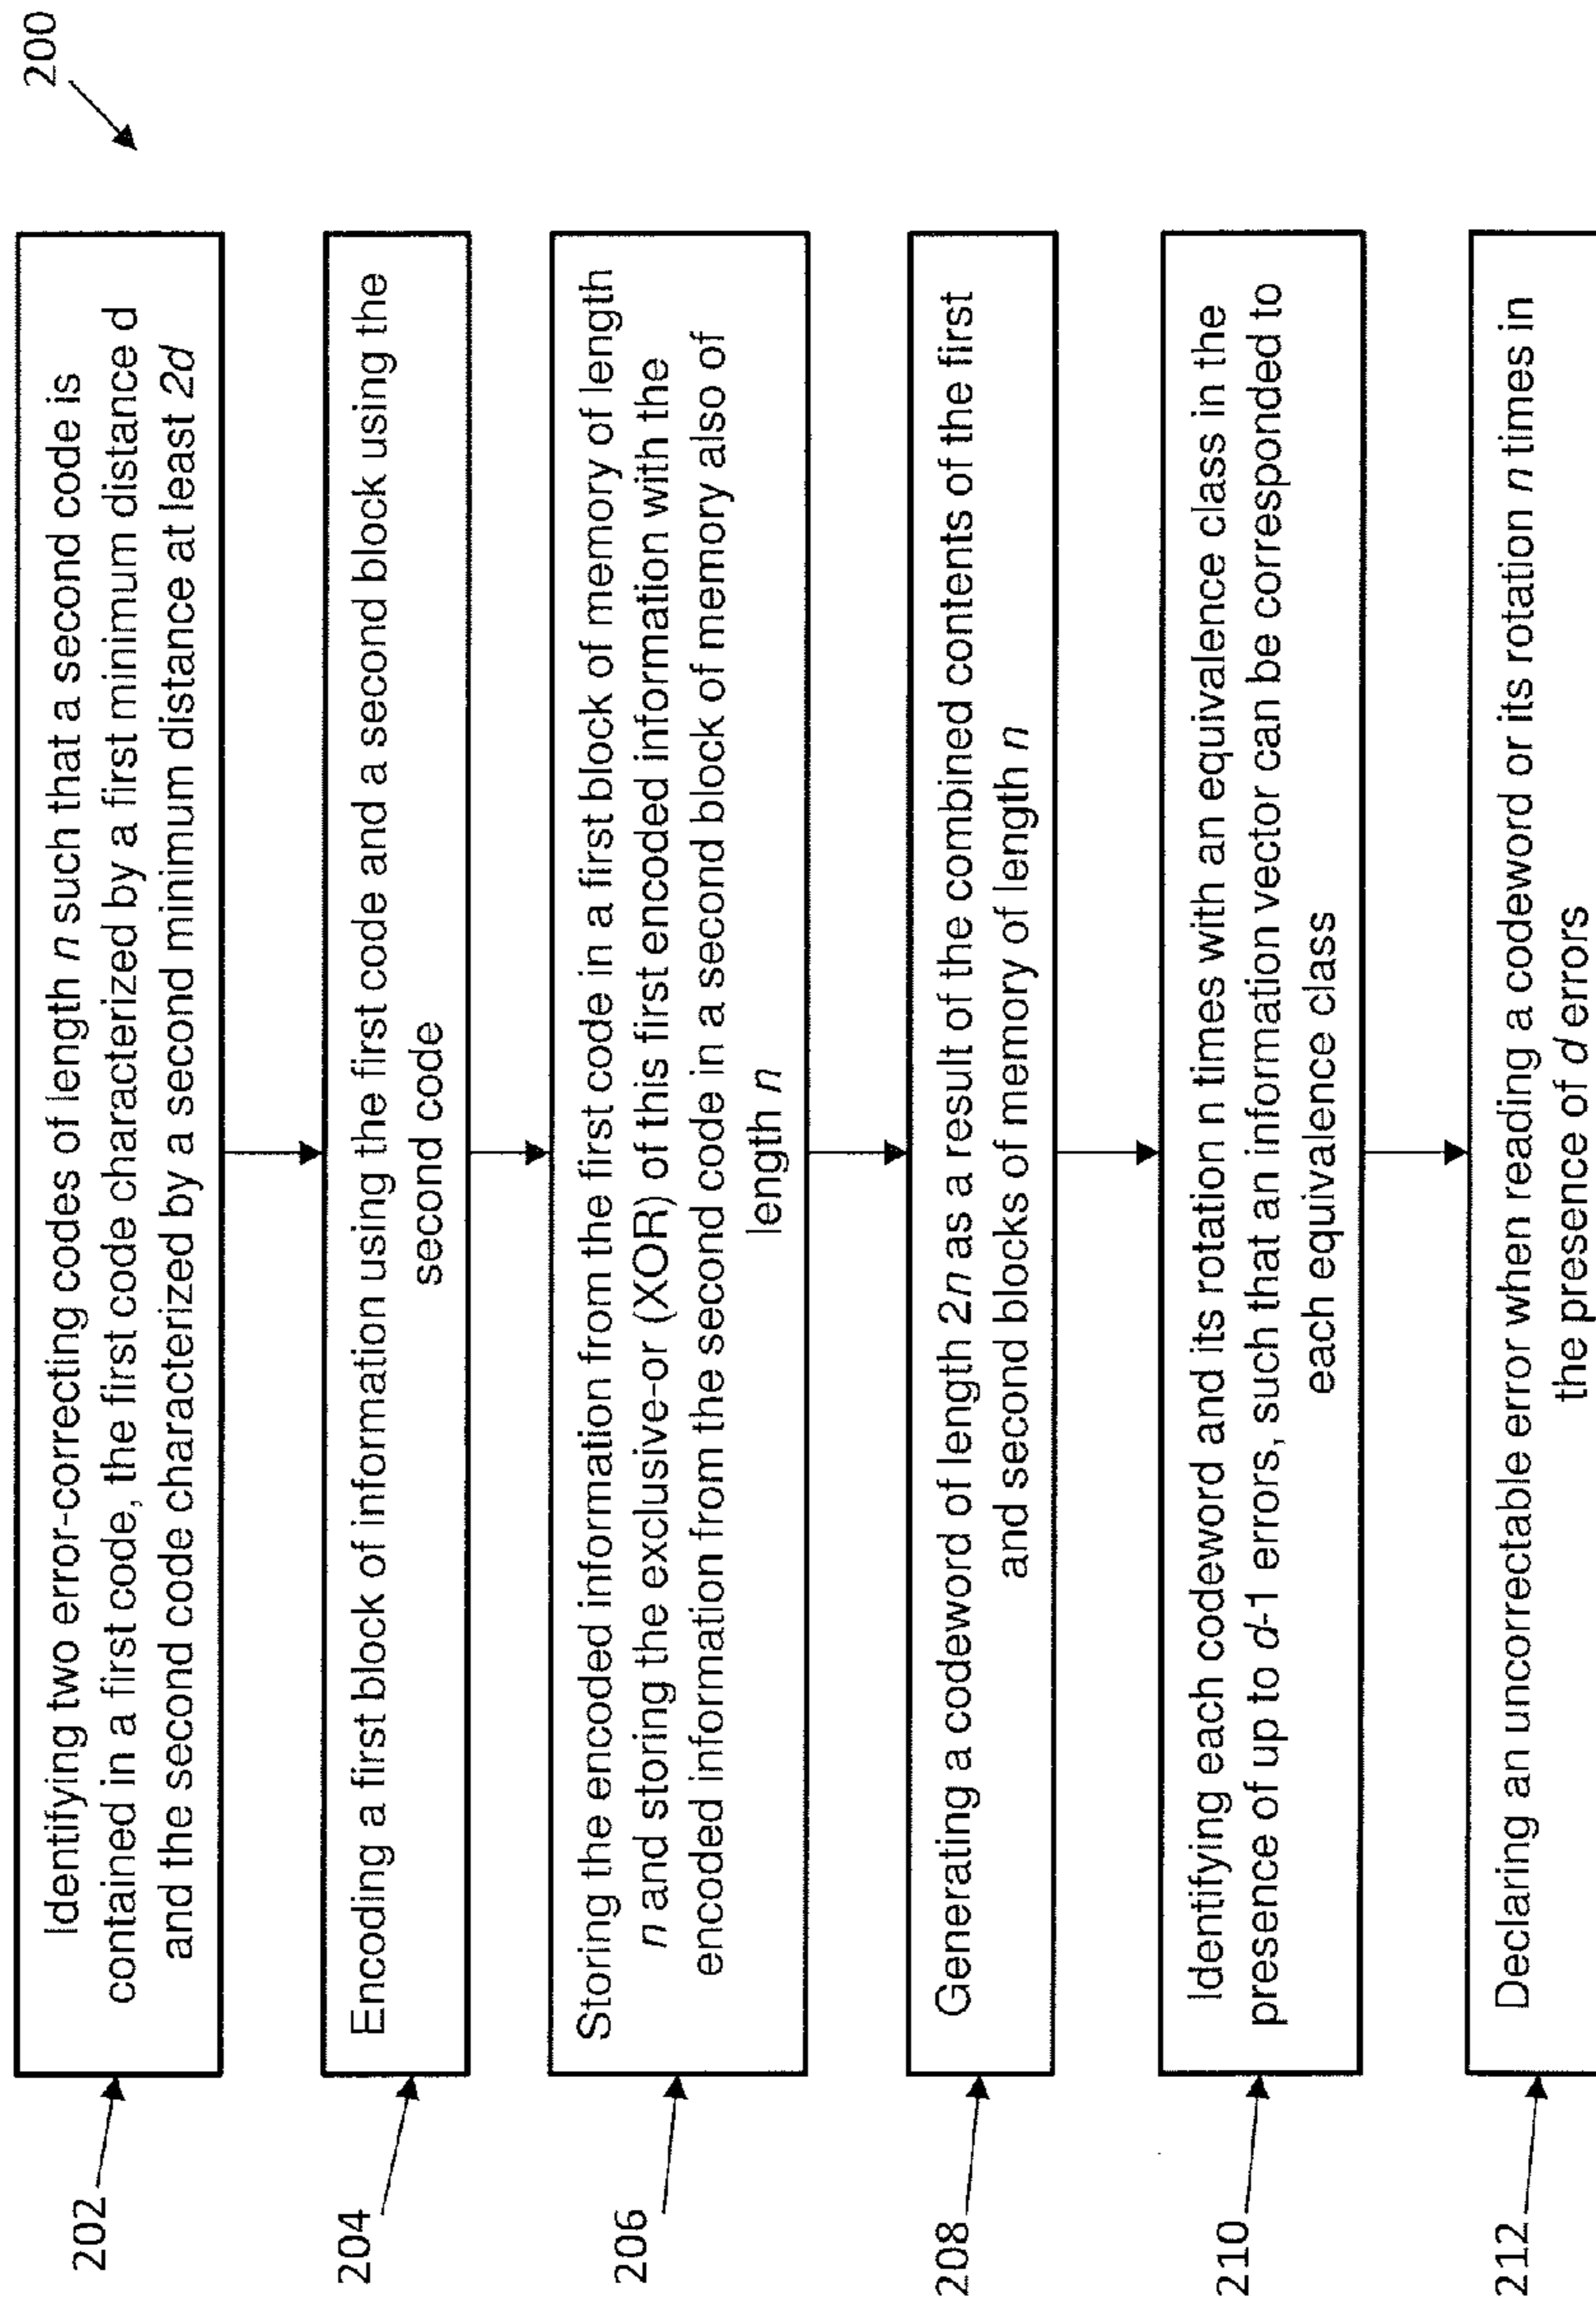 200
202
Identifying two error-correcting codes of length n such that a second code is
contained in a first code, the first code characterized by a first minimum distance d
and the second code characterized by a second minimum distance at least 2d
204
Encoding a first block of information using the first code and a second block using the
second code
206
Storing the encoded information from the first code in a first block of memory of length
n and storing the exclusive-or (XOR) of this first encoded information with the
encoded information from the second code in a second block of memory also of
length n
208
Generating a codeword of length 2n as a result of the combined contents of the first
and second blocks of memory of length n
210
Identifying each codeword and its rotation n times with an equivalence class in the
presence of up to d-1 errors, such that an information vector can be corresponded to
each equivalence class
212
Declaring an uncorrectable error when reading a codeword or its rotation n times in
the presence of d errors